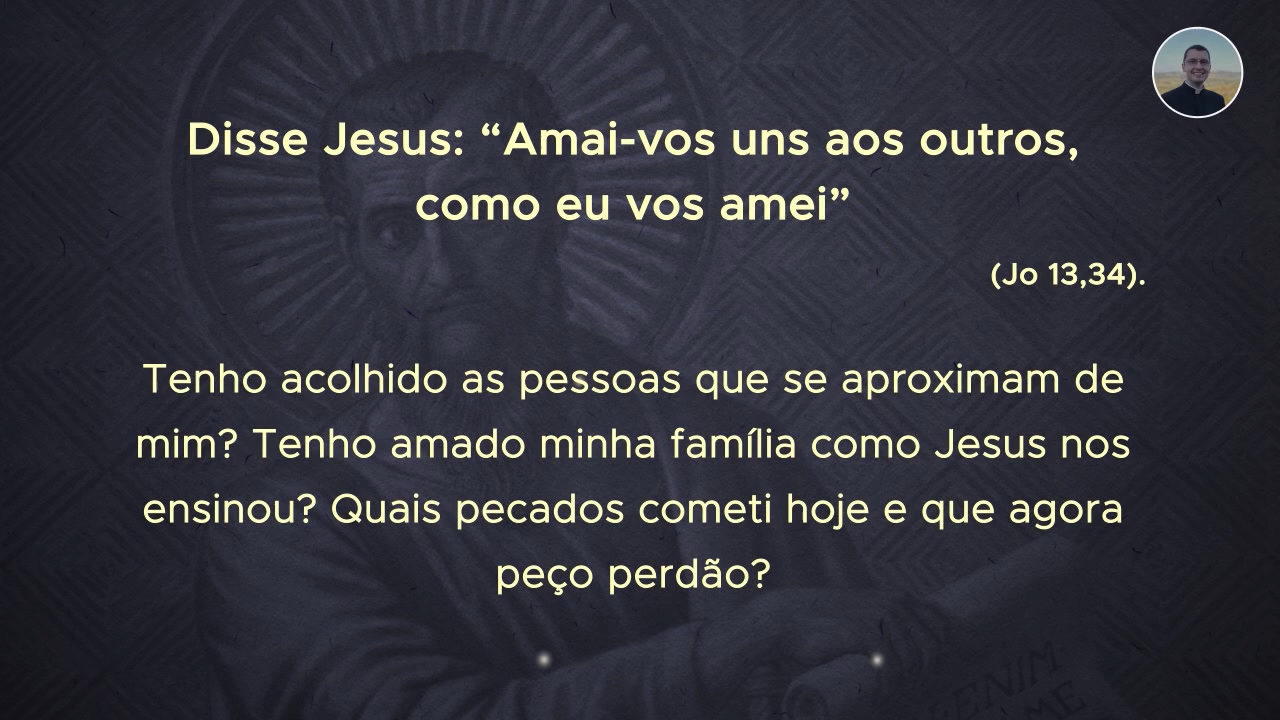 Disse Jesus: “Amai-vos uns aos outros,
como eu vos amei”
(Jo 13,34).
Tenho acolhido as pessoas que se aproximam de
mim? Tenho amado minha família como Jesus nos
ensinou? Quais pecados cometi hoje e que agora
peço perdão?
ENIM
ME